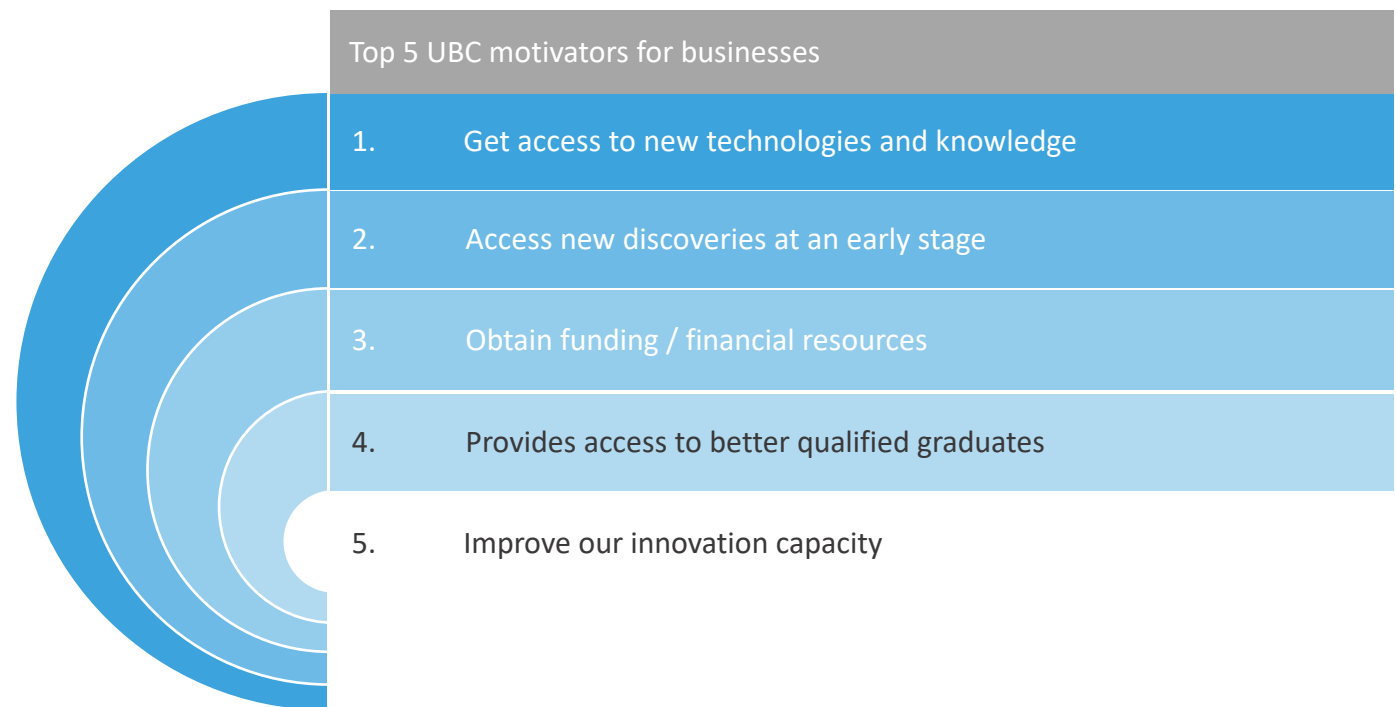 Top 5 UBC motivators for businesses
1. Get access to new technologies and knowledge
2. Access new discoveries at an early stage
3. Obtain funding / financial resources
4. Provides access to better qualified graduates
5. Improve our innovation capacity